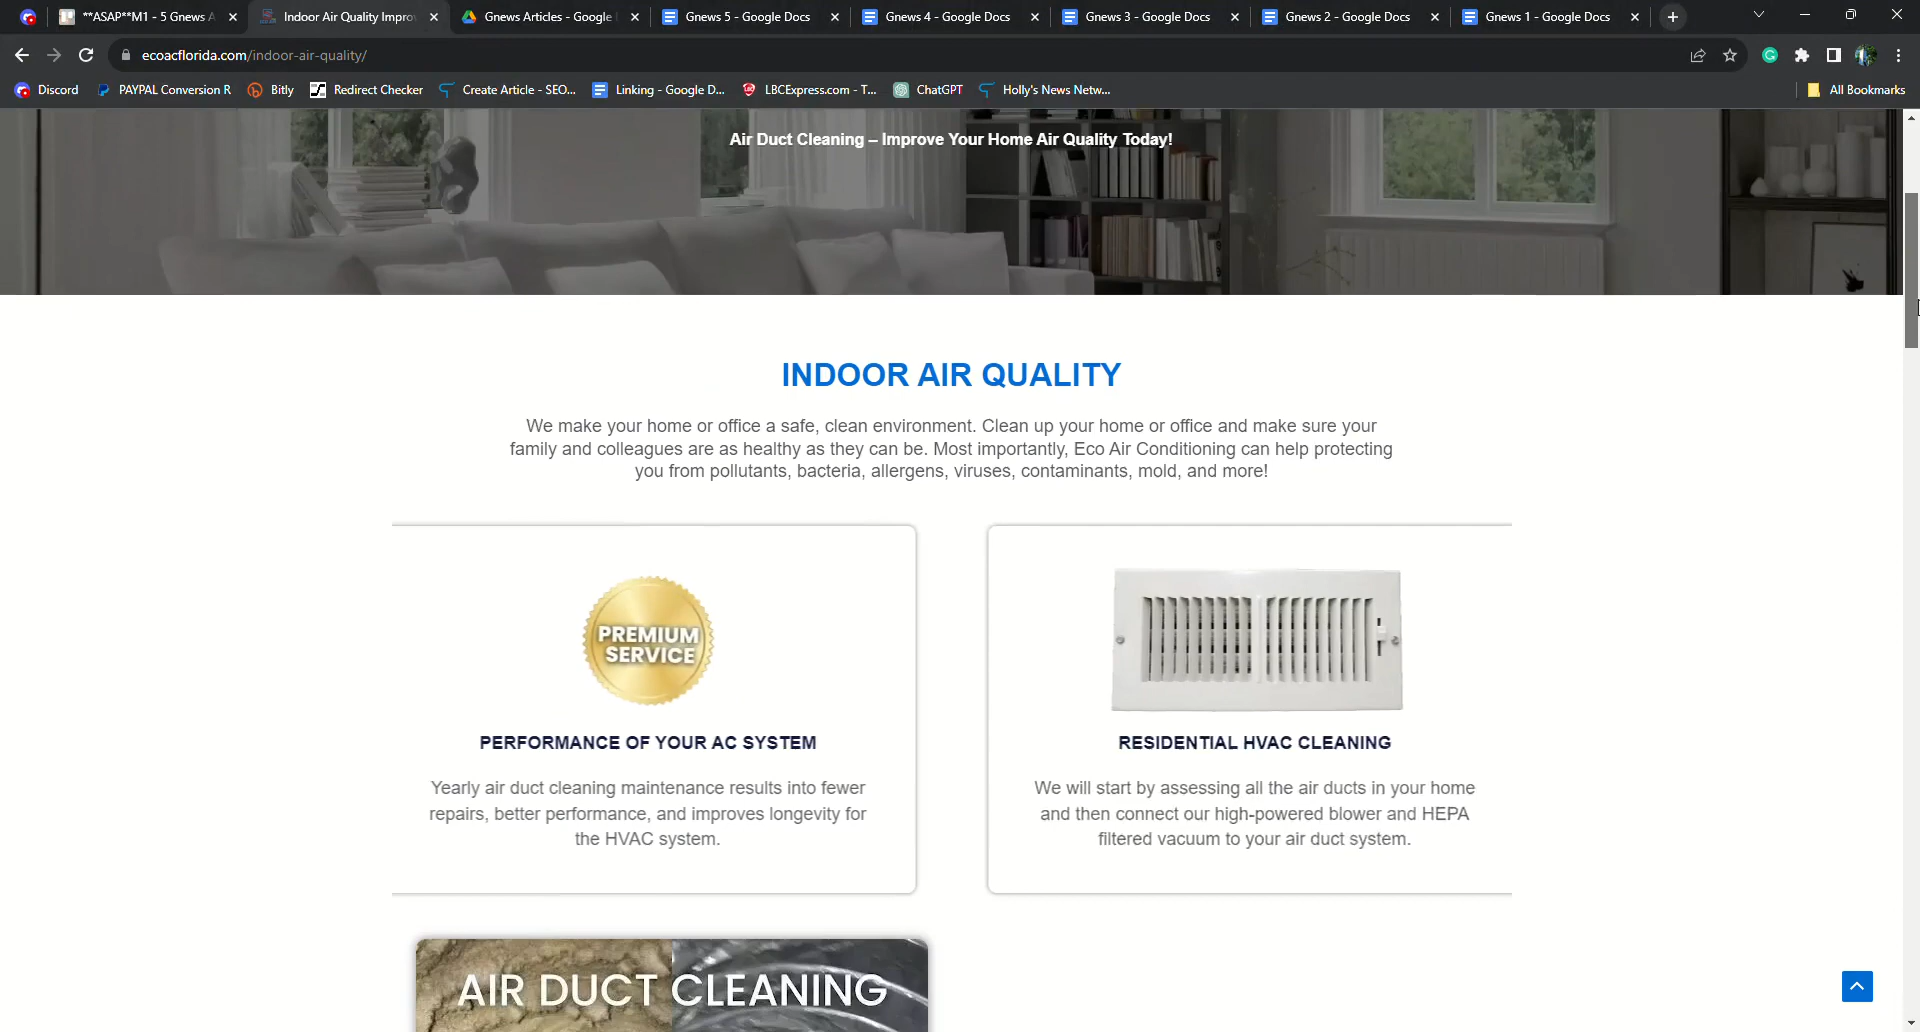 **ASAP**M1 - 5 Gnews A
Indoor Air Quality Impro
Gnews Articles - Google
Gnews 5 - Google Docs
Gnews 4 - Google Docs
Gnews 3 - Google Docs
Gnews 2 - Google Docs
Gnews 1 - Google Docs
ecoacflorida.com/indoor-air-quality/
Discord
PAYPAL Conversion R
Bitly
Redirect Checker
Create Article - SEO...
Linking - Google D...
LBCExpress.com - T...
ChatGPT
Holly's News Netw...
All Bookmarks
Air Duct Cleaning – Improve Your Home Air Quality Today!
INDOOR AIR QUALITY
We make your home or office a safe, clean environment. Clean up your home or office and make sure your
family and colleagues are as healthy as they can be. Most importantly, Eco Air Conditioning can help protecting
you from pollutants, bacteria, allergens, viruses, contaminants, mold, and more!
PREMIUM
SERVICE
PERFORMANCE OF YOUR AC SYSTEM
Yearly air duct cleaning maintenance results into fewer
repairs, better performance, and improves longevity for
the HVAC system.
RESIDENTIAL HVAC CLEANING
We will start by assessing all the air ducts in your home
and then connect our high-powered blower and HEPA
filtered vacuum to your air duct system.
AIR DUCT CLEANING